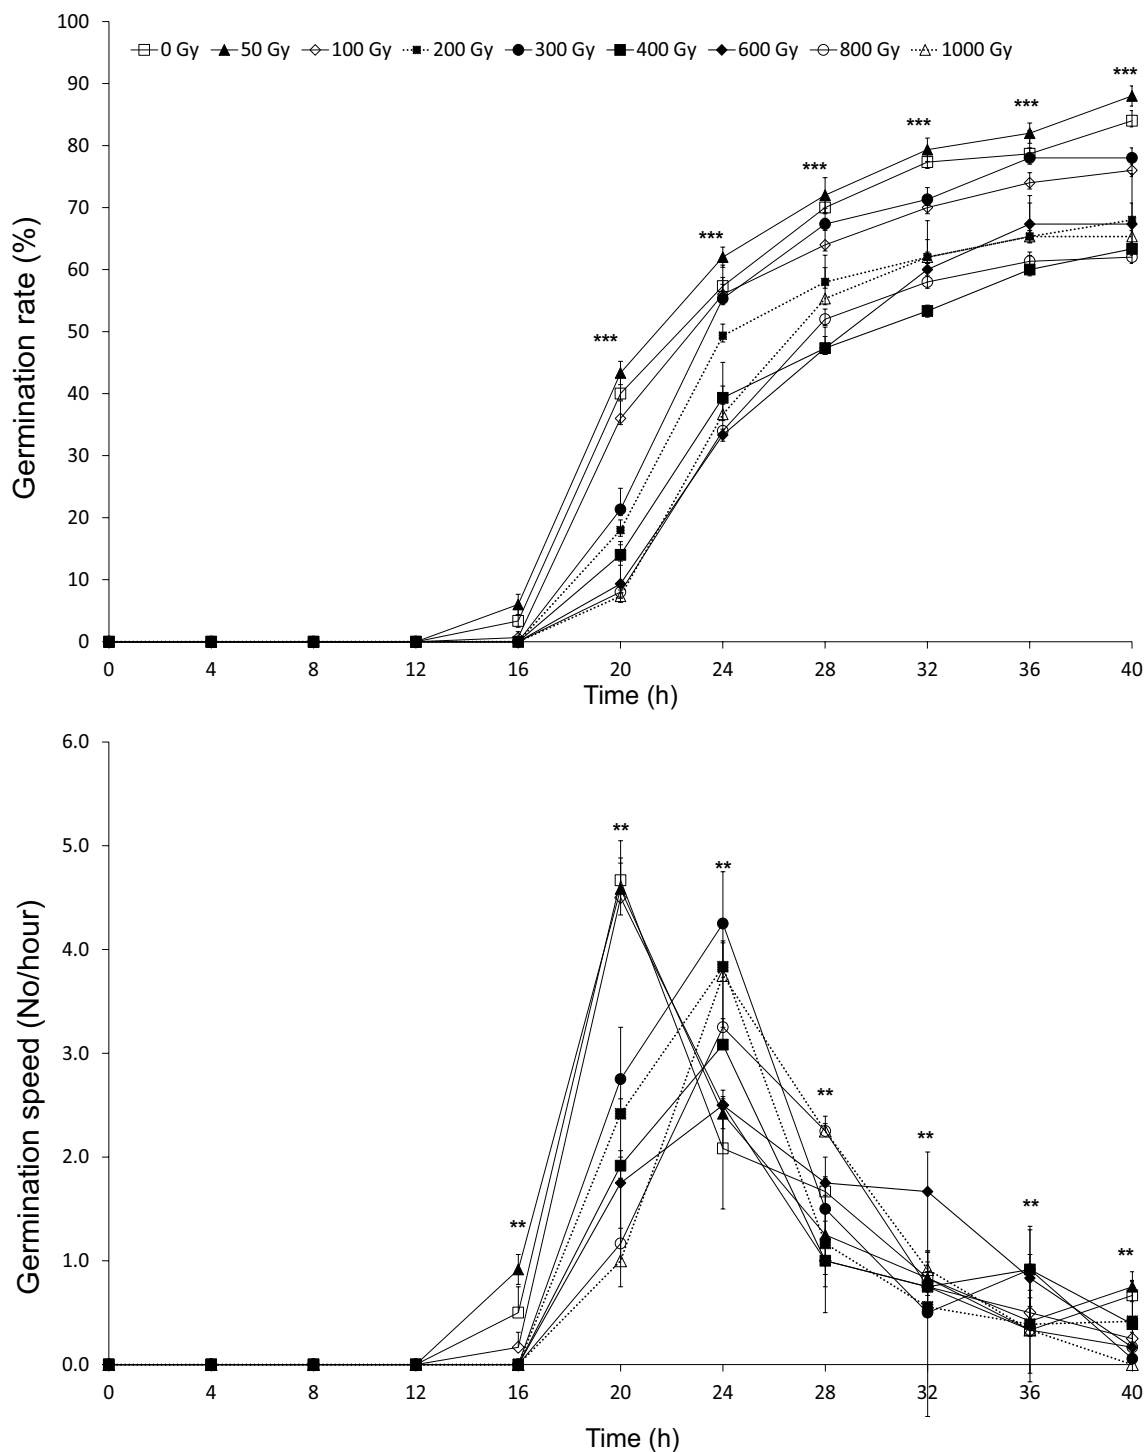 100
0 Gy 50 Gy 100 Gy 200 Gy 300 Gy 400 Gy 600 Gy 800 Gy 1000 Gy
90
80
70
60
50
40
30
20
10
0
*** *** *** *** *** ***
Germination rate (%)
0 4 8 12 16 20 24 28 32 36 40
Time (h)
6.0
5.0
4.0
3.0
2.0
1.0
0.0
** ** ** ** ** ** **
Germination speed (No/hour)
0 4 8 12 16 20 24 28 32 36 40
Time (h)